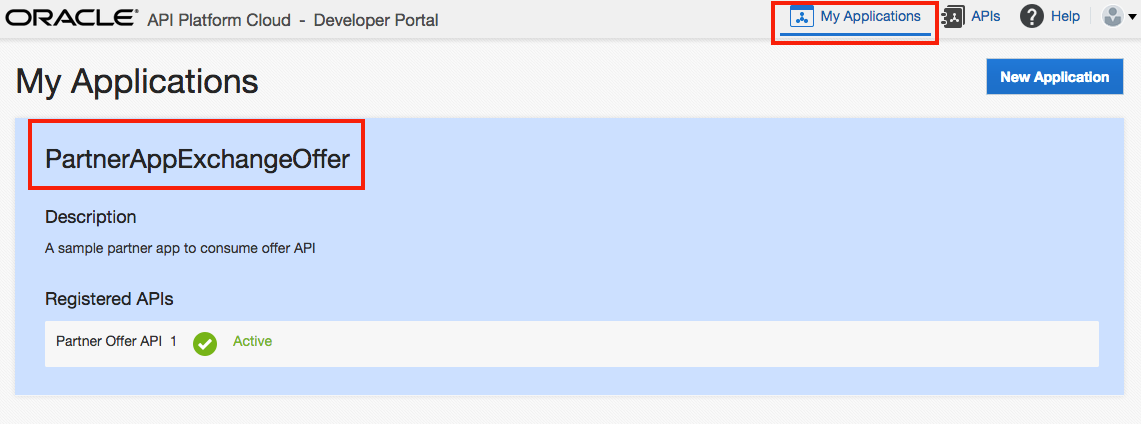 ORACLE® API Platform Cloud - Developer Portal My Applications APIs Help
My Applications New Application
PartnerAppExchangeOffer
Description
A sample partner app to consume offer API
Registered APIs
Partner Offer API 1 Active